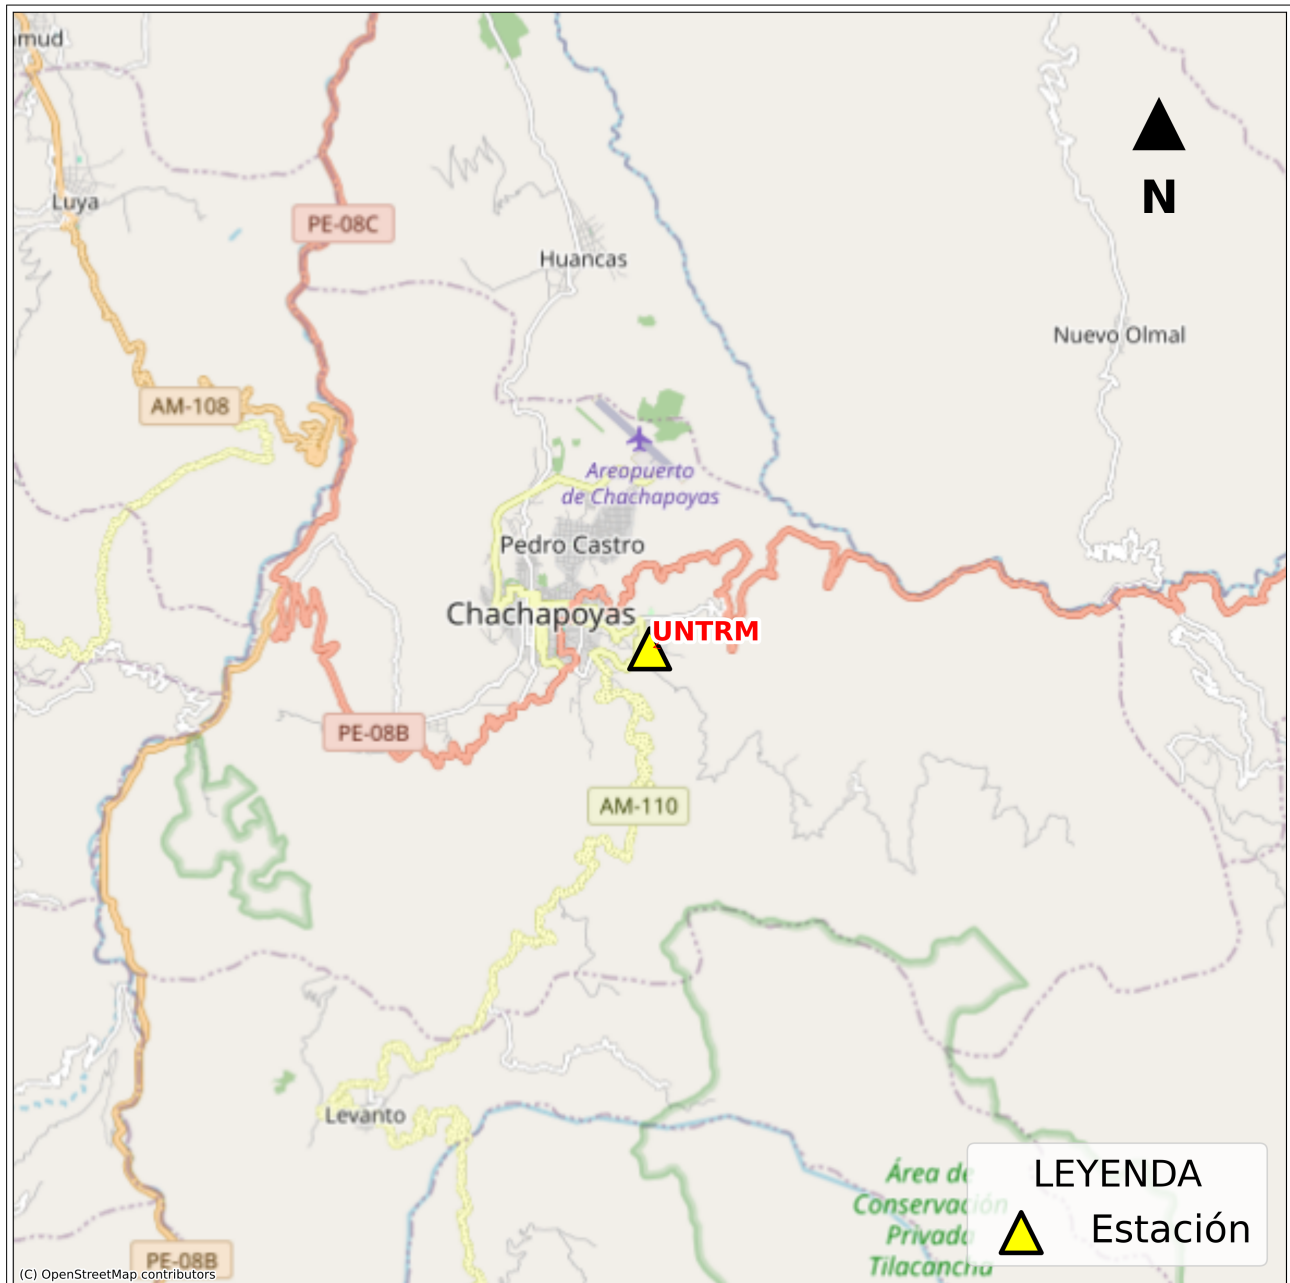 mud
N
Luya
PE-08C
Huancas
Nuevo Olmal
AM-108
Areopuerto
de Chachapoyas
Pedro Castro
Chachapoyas
UNTRM
PE-08B
AM-110
Levanto
Área de
Conservación
Privada
Tilacancha
LEYENDA
Estación
PE-08B
(C) OpenStreetMap contributors